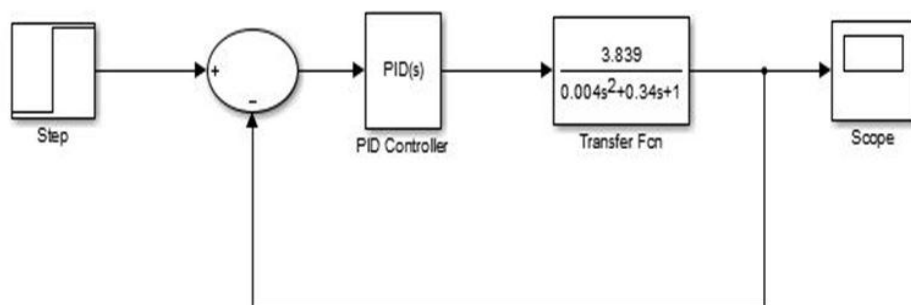 +
−
PID(s)
3.839
0.004s²+0.34s+1
Step
PID Controller
Transfer Fcn
Scope